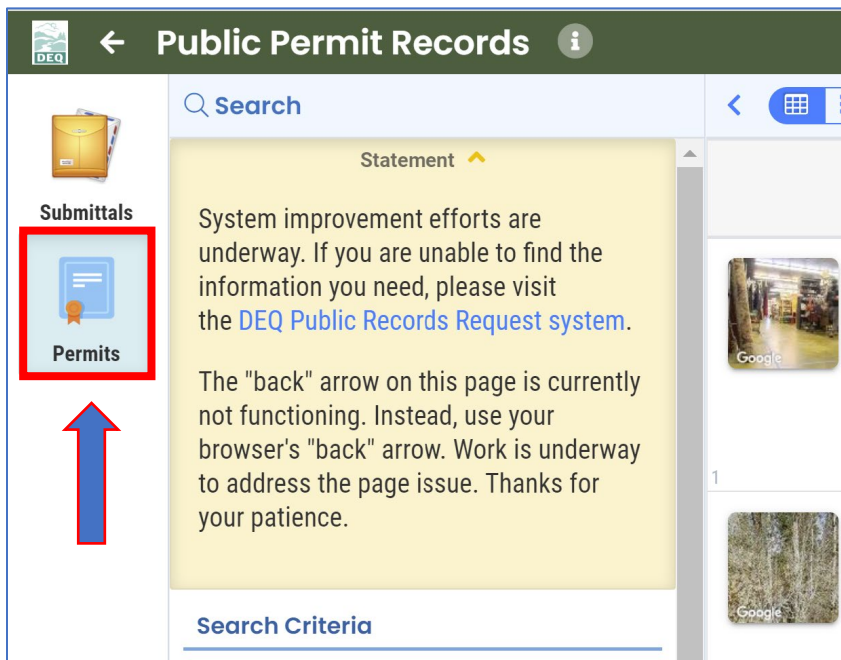 DEQ
Public Permit Records
i
Submittals
Permits
Search
Statement
System improvement efforts are
underway. If you are unable to find the
information you need, please visit
the DEQ Public Records Request system.
The "back" arrow on this page is currently
not functioning. Instead, use your
browser's "back" arrow. Work is underway
to address the page issue. Thanks for
your patience.
Search Criteria
Google
1
Google